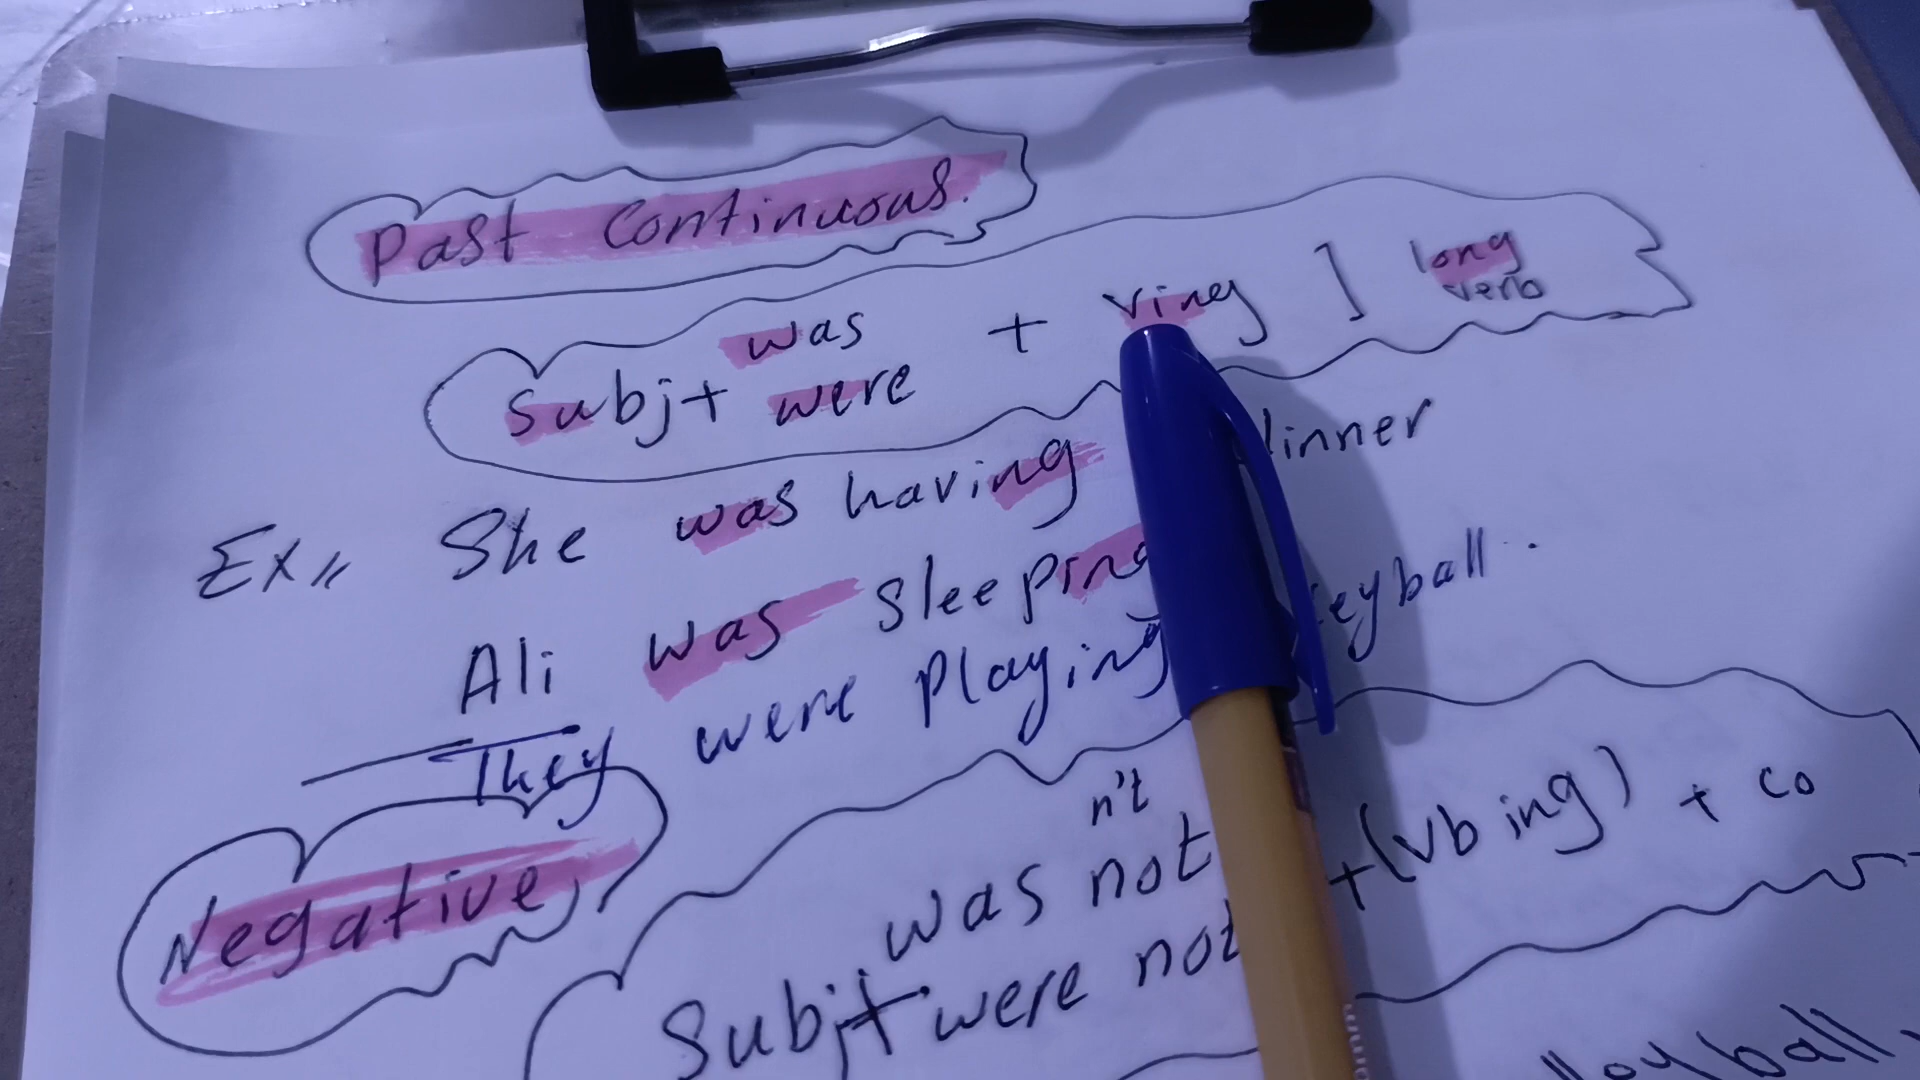 Past Continuous.
was
subj+ were + ving ] long verb
Ex,, She was having dinner
Ali was sleeping
They were playing
Negative
n't
was not
Subj+ were not +(vb ing) + co